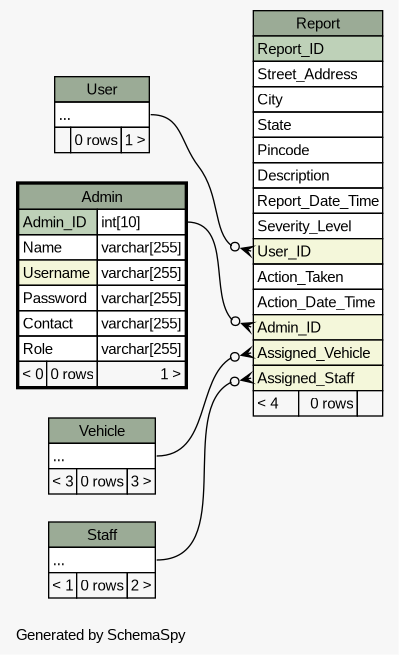 Report
Report_ID
Street_Address
City
State
Pincode
Description
Report_Date_Time
Severity_Level
User_ID
Action_Taken
Action_Date_Time
Admin_ID
Assigned_Vehicle
Assigned_Staff
< 4 0 rows
User
...
0 rows 1 >
Admin
Admin_ID int[10]
Name varchar[255]
Username varchar[255]
Password varchar[255]
Contact varchar[255]
Role varchar[255]
< 0 0 rows 1 >
Vehicle
...
< 3 0 rows 3 >
Staff
...
< 1 0 rows 2 >
Generated by SchemaSpy